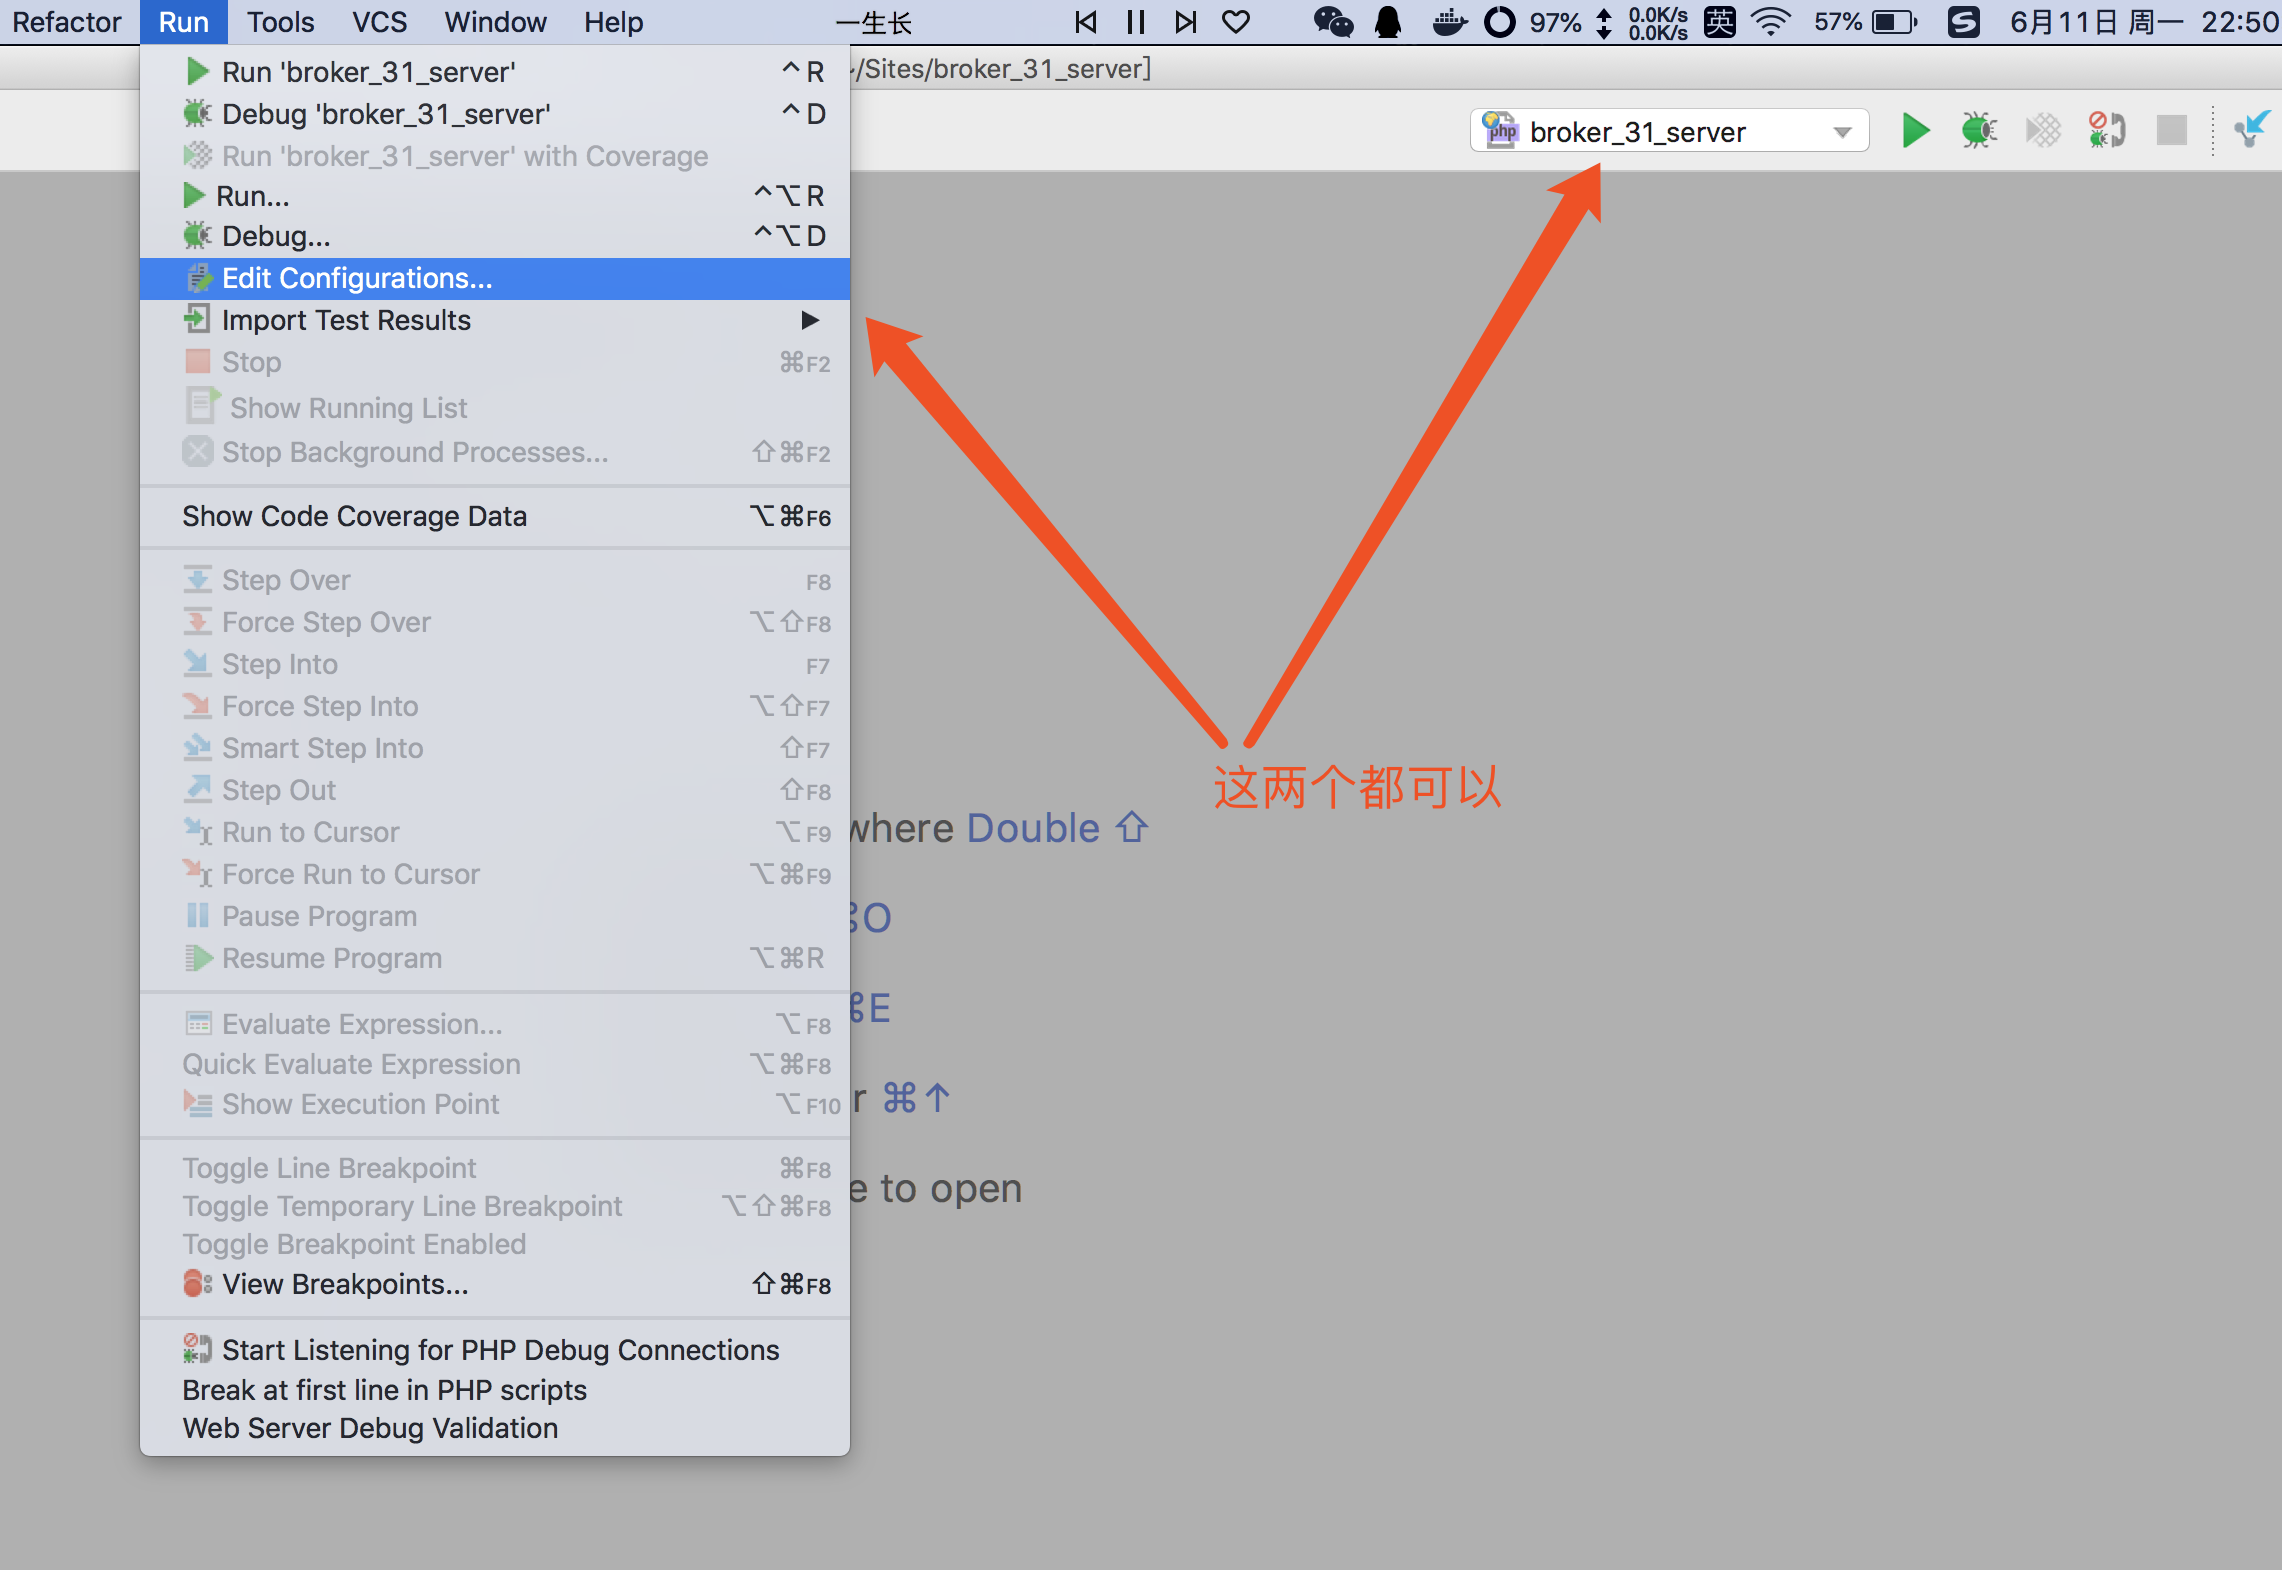 Refactor Run Tools VCS Window Help 一生长 97% 0.0K/s 0.0K/s 英 57% 6月11日 周一 22:50
~/Sites/broker_31_server]
php broker_31_server
Run 'broker_31_server' ⌃R
Debug 'broker_31_server' ⌃D
Run 'broker_31_server' with Coverage
Run... ⌃⌥R
Debug... ⌃⌥D
Edit Configurations...
Import Test Results ▶
Stop ⌘F2
Show Running List
Stop Background Processes... ⇧⌘F2
Show Code Coverage Data ⌥⌘F6
Step Over F8
Force Step Over ⌥⇧F8
Step Into F7
Force Step Into ⌥⇧F7
Smart Step Into ⇧F7
Step Out ⇧F8
Run to Cursor ⌥F9
Force Run to Cursor ⌥⌘F9
Pause Program
Resume Program ⌥⌘R
Evaluate Expression... ⌥F8
Quick Evaluate Expression ⌥⌘F8
Show Execution Point ⌥F10
Toggle Line Breakpoint ⌘F8
Toggle Temporary Line Breakpoint ⌥⇧⌘F8
Toggle Breakpoint Enabled
View Breakpoints... ⇧⌘F8
Start Listening for PHP Debug Connections
Break at first line in PHP scripts
Web Server Debug Validation
这两个都可以
where Double ⇧
⌘O
⌘E
r ⌘↑
e to open